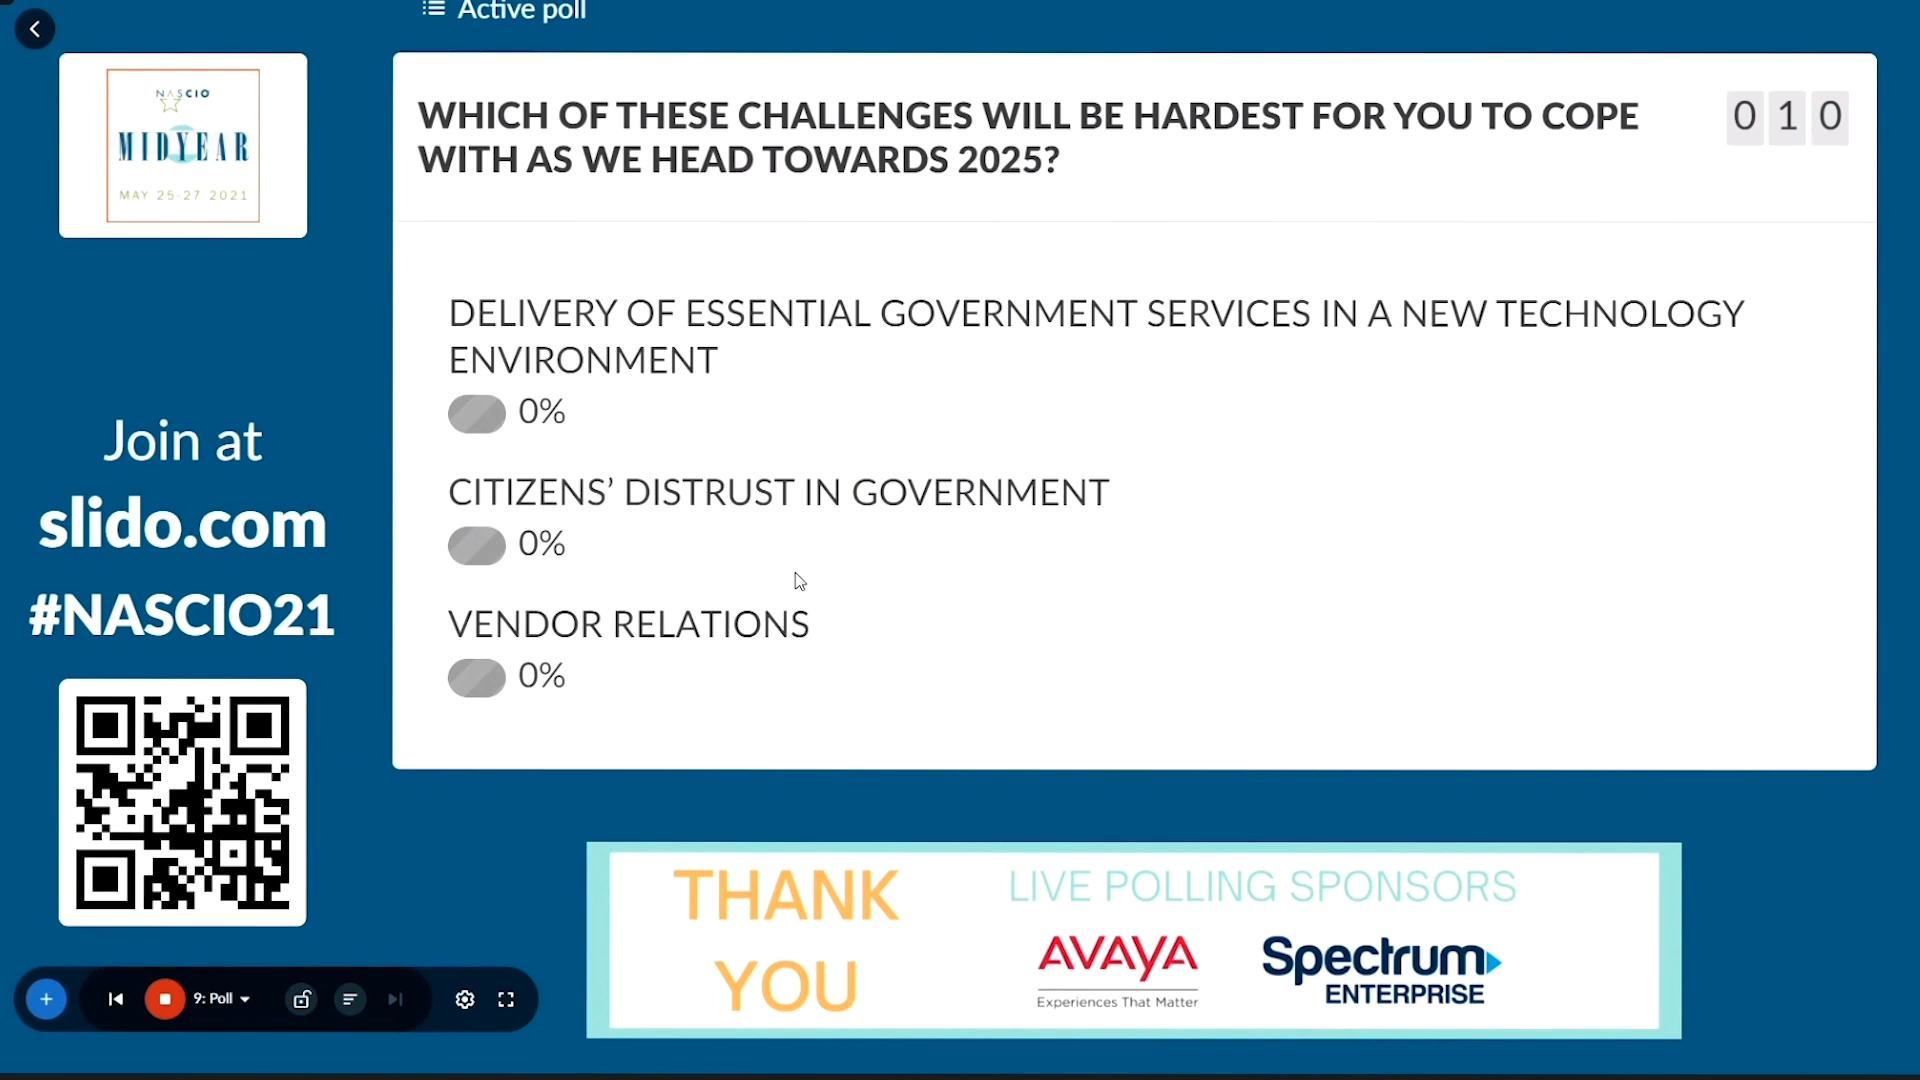 Active poll
NASCIO
MIDYEAR
MAY 25-27 2021
WHICH OF THESE CHALLENGES WILL BE HARDEST FOR YOU TO COPE
WITH AS WE HEAD TOWARDS 2025?
0 1 0
DELIVERY OF ESSENTIAL GOVERNMENT SERVICES IN A NEW TECHNOLOGY
ENVIRONMENT
0%
CITIZENS’ DISTRUST IN GOVERNMENT
0%
VENDOR RELATIONS
0%
Join at
slido.com
#NASCIO21
9: Poll
THANK
YOU
LIVE POLLING SPONSORS
AVAYA
Experiences That Matter
Spectrum
ENTERPRISE